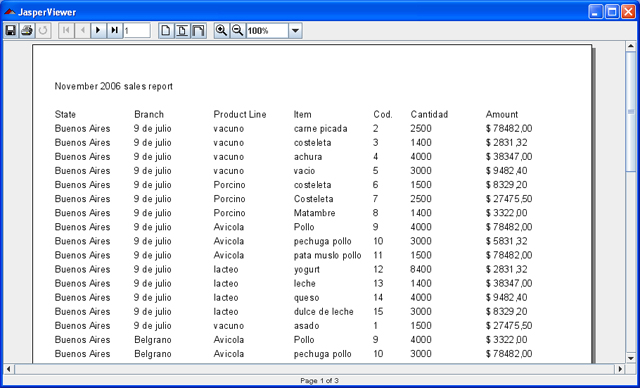 JasperViewer
1 100%
November 2006 sales report
State Branch Product Line Item Cod. Cantidad Amount
Buenos Aires 9 de julio vacuno carne picada 2 2500 $ 78482,00
Buenos Aires 9 de julio vacuno costeleta 3 1400 $ 2831,32
Buenos Aires 9 de julio vacuno achura 4 4000 $ 38347,00
Buenos Aires 9 de julio vacuno vacio 5 3000 $ 9482,40
Buenos Aires 9 de julio Porcino costeleta 6 1500 $ 8329,20
Buenos Aires 9 de julio Porcino Costeleta 7 2500 $ 27475,50
Buenos Aires 9 de julio Porcino Matambre 8 1400 $ 3322,00
Buenos Aires 9 de julio Avicola Pollo 9 4000 $ 78482,00
Buenos Aires 9 de julio Avicola pechuga pollo 10 3000 $ 5831,32
Buenos Aires 9 de julio Avicola pata muslo pollo 11 1500 $ 78482,00
Buenos Aires 9 de julio lacteo yogurt 12 8400 $ 2831,32
Buenos Aires 9 de julio lacteo leche 13 1400 $ 38347,00
Buenos Aires 9 de julio lacteo queso 14 4000 $ 9482,40
Buenos Aires 9 de julio lacteo dulce de leche 15 3000 $ 8329,20
Buenos Aires 9 de julio vacuno asado 1 1500 $ 27475,50
Buenos Aires Belgrano Avicola Pollo 9 4000 $ 3322,00
Buenos Aires Belgrano Avicola pechuga pollo 10 3000 $ 78482,00
Page 1 of 3